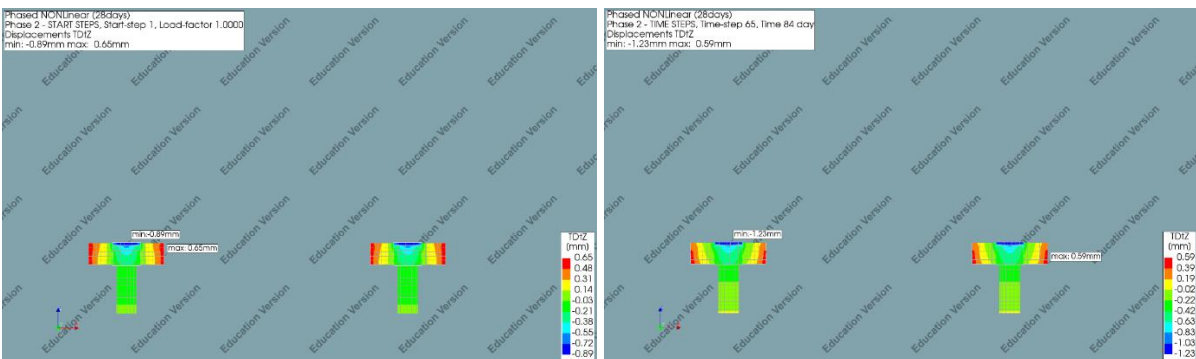 Phased NONLinear (28days)
Phase 2 - START STEPS, Start-step 1, Load-factor 1.0000
Displacements TDtZ
min: -0.89mm max: 0.65mm
min:-0.89mm
max: 0.65mm
TDtZ
(mm)
0.65
0.48
0.31
0.14
-0.03
-0.21
-0.38
-0.55
-0.72
-0.89
Phased NONLinear (28days)
Phase 2 - TIME STEPS, Time-step 65, Time 84 day
Displacements TDtZ
min: -1.23mm max: 0.59mm
min:-1.23mm
max: 0.59mm
TDtZ
(mm)
0.59
0.39
0.19
-0.02
-0.22
-0.42
-0.63
-0.83
-1.03
-1.23
Education Version